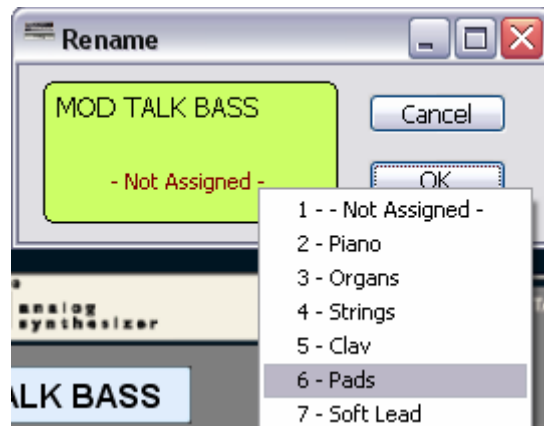 Rename
MOD TALK BASS
Cancel
- Not Assigned -
OK
1 - - Not Assigned -
2 - Piano
3 - Organs
4 - Strings
5 - Clav
6 - Pads
7 - Soft Lead
analog
synthesizer
ALK BASS